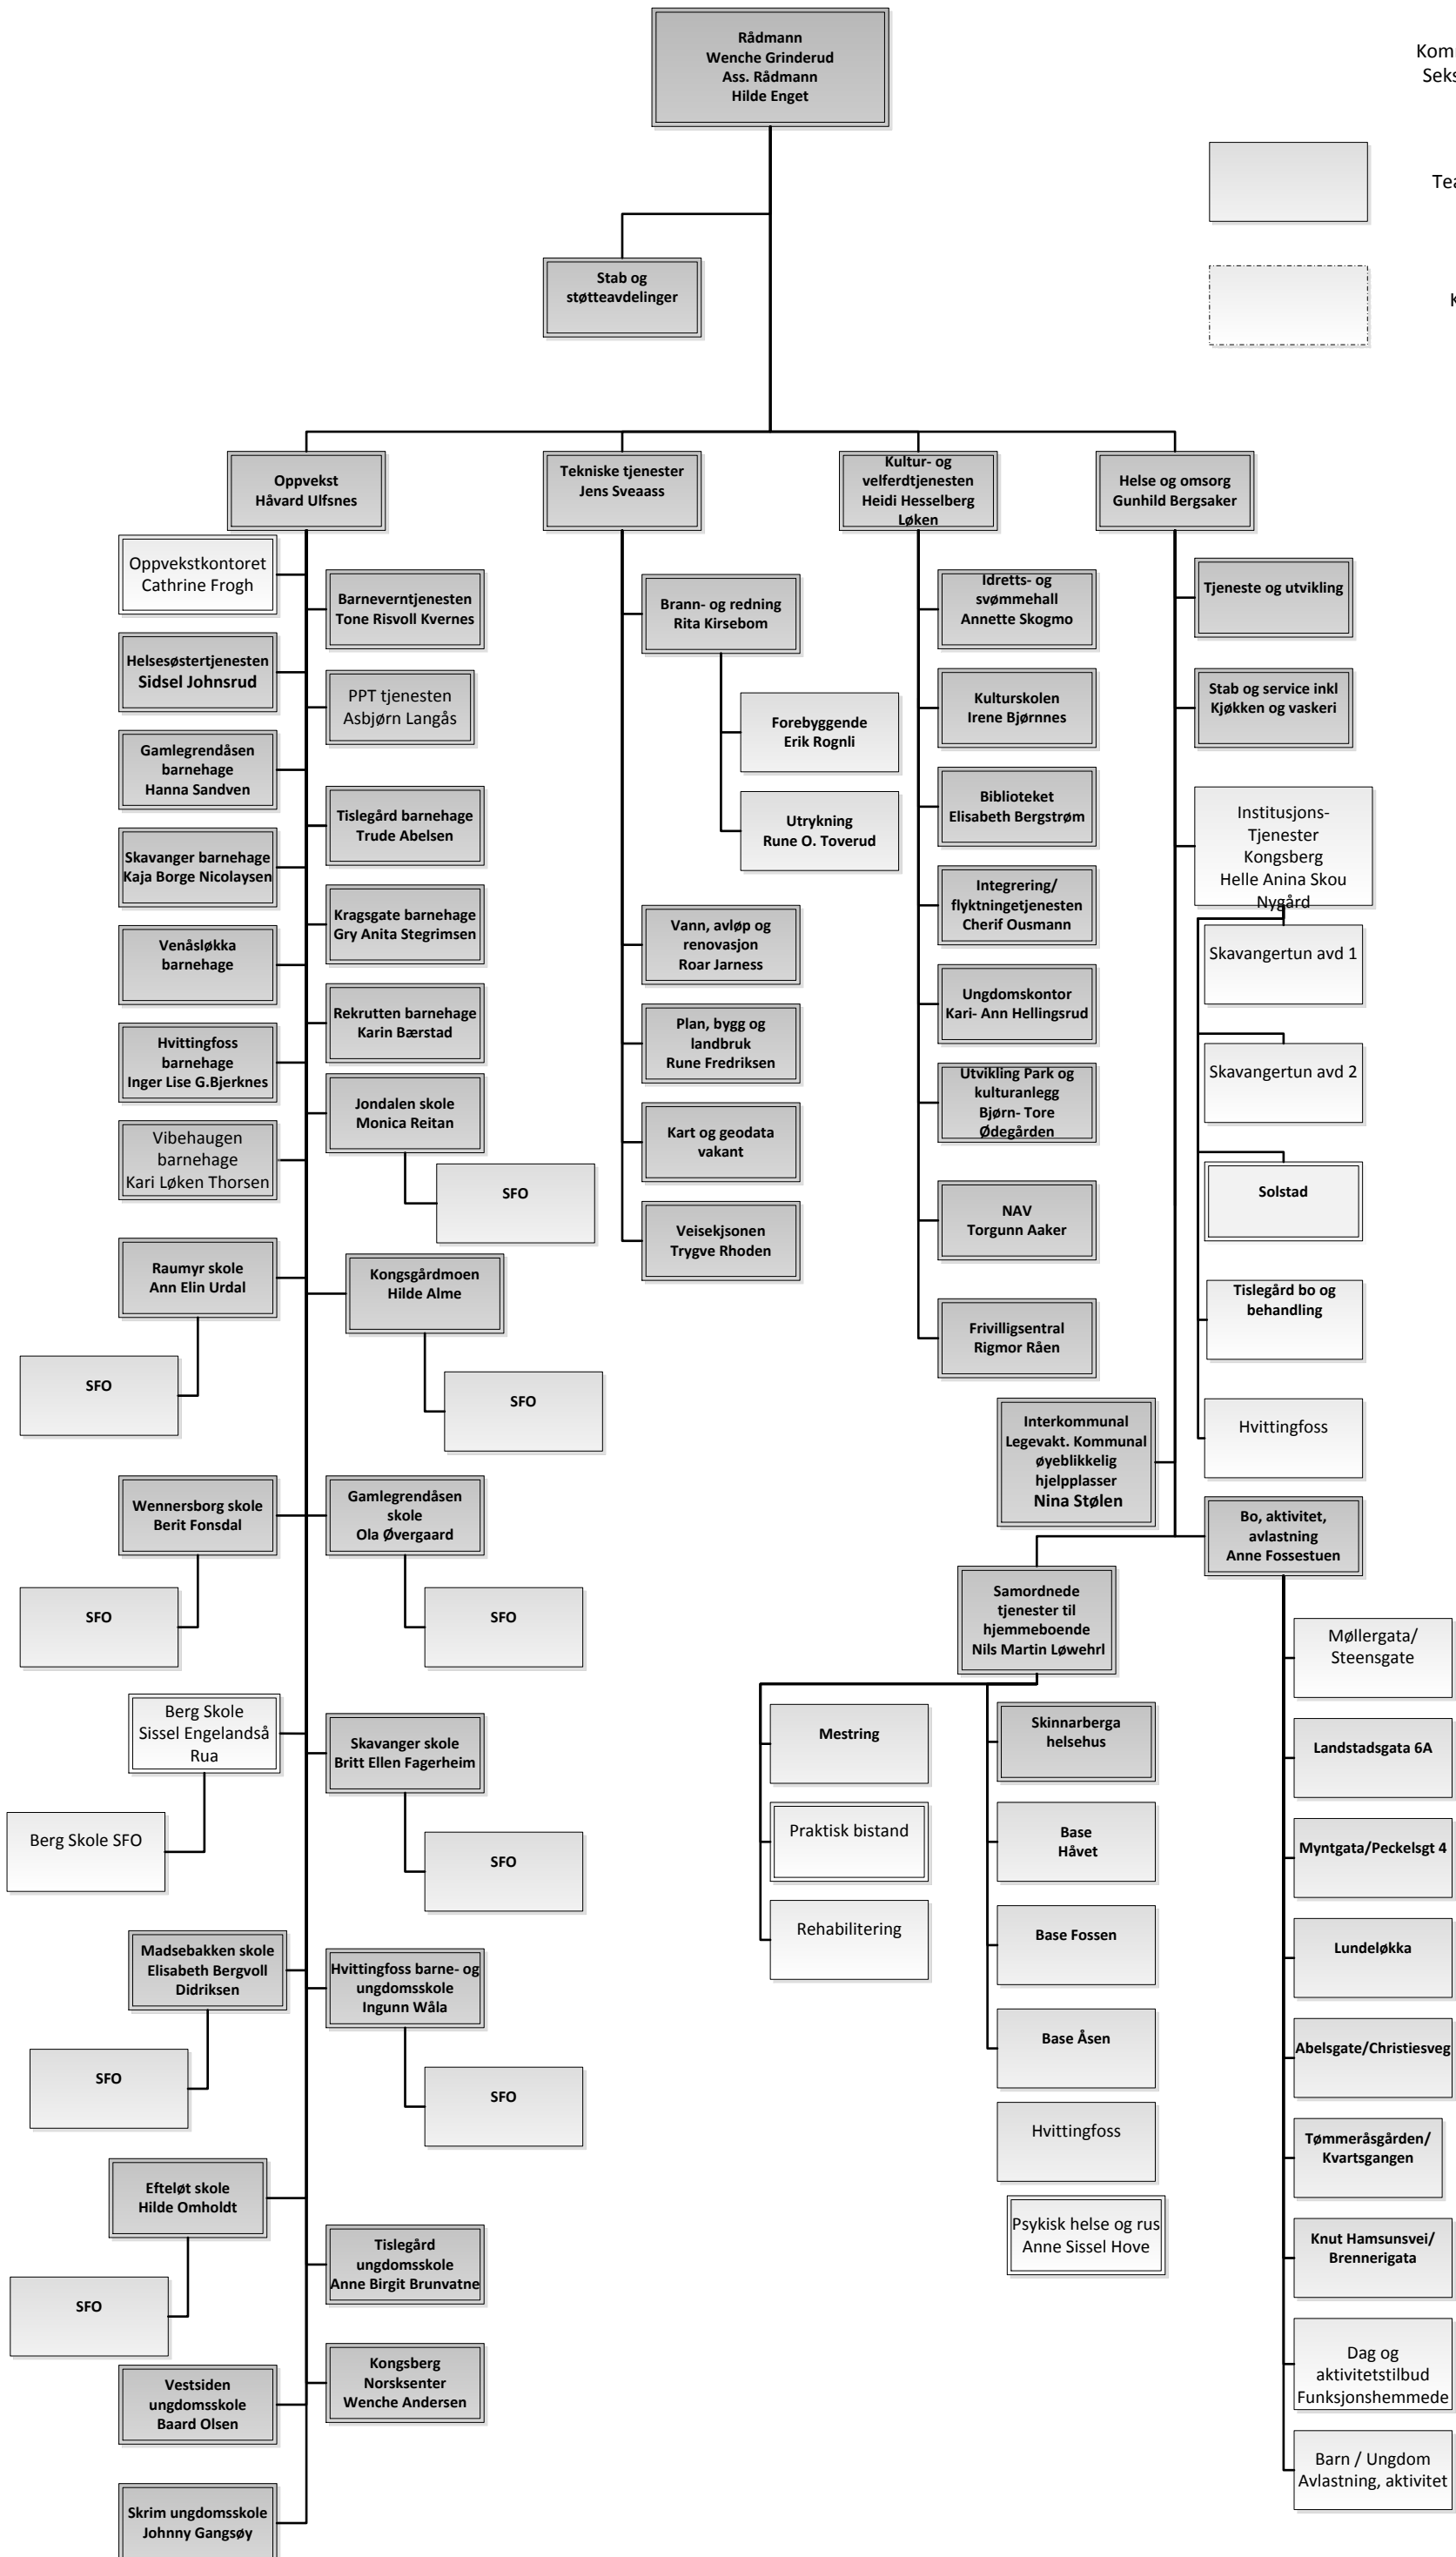 Rådmann
Wenche Grinderud
Ass. Rådmann
Hilde Enget
Stab og
støtteavdelinger
Oppvekst
Håvard Ulfsnes
Oppvekstkontoret
Cathrine Frogh
Barneverntjenesten
Tone Risvoll Kvernes
Helsesøstertjenesten
Sidsel Johnsrud
PPT tjenesten
Asbjørn Langås
Gamlegrendåsen
barnehage
Hanna Sandven
Tislegård barnehage
Trude Abelsen
Skavanger barnehage
Kaja Borge Nicolaysen
Kragsgate barnehage
Gry Anita Stegrimsen
Venåsløkka
barnehage
Rekrutten barnehage
Karin Bærstad
Hvittingfoss
barnehage
Inger Lise G.Bjerknes
Jondalen skole
Monica Reitan
SFO
Vibehaugen
barnehage
Kari Løken Thorsen
Raumyr skole
Ann Elin Urdal
SFO
Kongsgårdmoen
Hilde Alme
SFO
Wennersborg skole
Berit Fonsdal
SFO
Gamlegrendåsen
skole
Ola Øvergaard
SFO
Berg Skole
Sissel Engelandså
Rua
Berg Skole SFO
Skavanger skole
Britt Ellen Fagerheim
SFO
Madsebakken skole
Elisabeth Bergvoll
Didriksen
SFO
Hvittingfoss barne- og
ungdomsskole
Ingunn Wåla
SFO
Efteløt skole
Hilde Omholdt
SFO
Tislegård
ungdomsskole
Anne Birgit Brunvatne
Vestsiden
ungdomsskole
Baard Olsen
Kongsberg
Norsksenter
Wenche Andersen
Skrim ungdomsskole
Johnny Gangsøy
Tekniske tjenester
Jens Sveaass
Brann- og redning
Rita Kirsebom
Forebyggende
Erik Rognli
Utrykning
Rune O. Toverud
Vann, avløp og
renovasjon
Roar Jarness
Plan, bygg og
landbruk
Rune Fredriksen
Kart og geodata
vakant
Veisekjsonen
Trygve Rhoden
Kultur- og
velferdtjenesten
Heidi Hesselberg
Løken
Idretts- og
svømmehall
Annette Skogmo
Kulturskolen
Irene Bjørnnes
Biblioteket
Elisabeth Bergstrøm
Integrering/
flyktningetjenesten
Cherif Ousmann
Ungdomskontor
Kari- Ann Hellingsrud
Utvikling Park og
kulturanlegg
Bjørn- Tore
Ødegården
NAV
Torgunn Aaker
Frivilligsentral
Rigmor Råen
Helse og omsorg
Gunhild Bergsaker
Tjeneste og utvikling
Stab og service inkl
Kjøkken og vaskeri
Institusjons-
Tjenester
Kongsberg
Helle Anina Skou
Nygård
Skavangertun avd 1
Skavangertun avd 2
Solstad
Tislegård bo og
behandling
Hvittingfoss
Interkommunal
Legevakt. Kommunal
øyeblikkelig
hjelpplasser
Nina Stølen
Samordnede
tjenester til
hjemmeboende
Nils Martin Løwehrl
Mestring
Praktisk bistand
Rehabilitering
Skinnarberga
helsehus
Base
Håvet
Base Fossen
Base Åsen
Hvittingfoss
Psykisk helse og rus
Anne Sissel Hove
Bo, aktivitet,
avlastning
Anne Fossestuen
Møllergata/
Steensgate
Landstadsgata 6A
Myntgata/Peckelsgt 4
Lundeløkka
Abelsgate/Christiesveg
Tømmeråsgården/
Kvartsgangen
Knut Hamsunsvei/
Brennerigata
Dag og
aktivitetstilbud
Funksjonshemmede
Barn / Ungdom
Avlastning, aktivitet